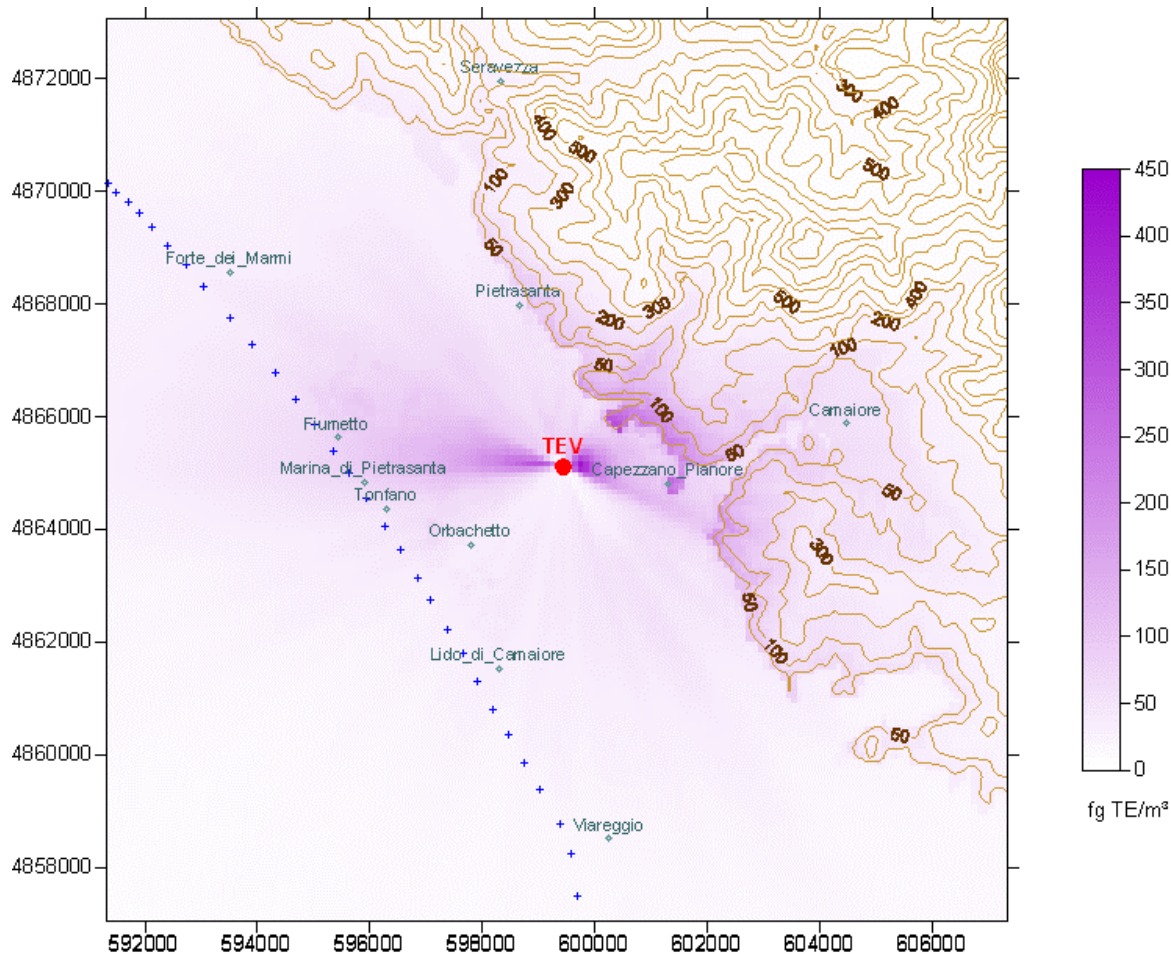 4872000
4870000
4868000
4866000
4864000
4862000
4860000
4858000
592000 594000 596000 598000 600000 602000 604000 606000
Seravezza
Forte_dei_Marmi
Pietrasanta
Fiumetto
Marina_di_Pietrasanta
Tonfano
Orbachetto
TEV
Capezzano_Pianore
Camaiore
Lido_di_Camaiore
Viareggio
300
400
400
500
500
100
300
50
300
200
500
400
200
100
50
100
50
50
300
50
100
50
450
400
350
300
250
200
150
100
50
0
fg TE/m³